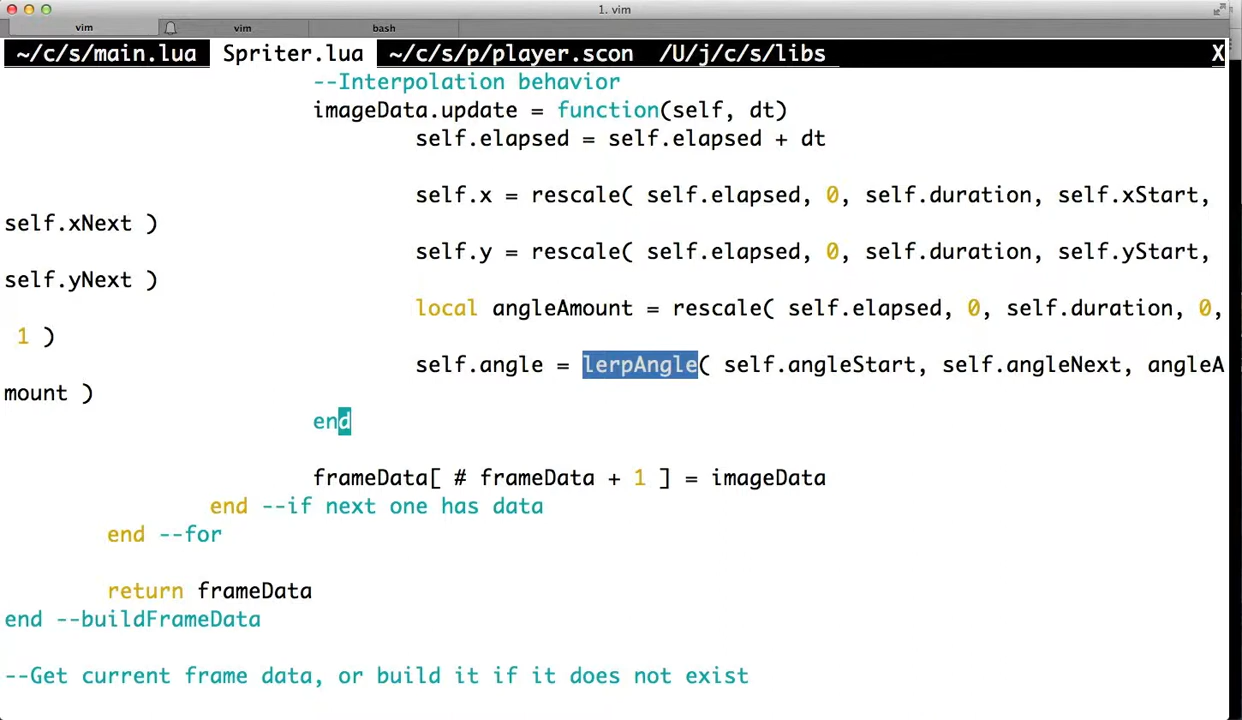 1. vim
vim vim bash
~/c/s/main.lua Spriter.lua ~/c/s/p/player.scon /U/j/c/s/libs X
--Interpolation behavior
imageData.update = function(self, dt)
self.elapsed = self.elapsed + dt
self.x = rescale( self.elapsed, 0, self.duration, self.xStart,
self.xNext )
self.y = rescale( self.elapsed, 0, self.duration, self.yStart,
self.yNext )
local angleAmount = rescale( self.elapsed, 0, self.duration, 0,
1 )
self.angle = lerpAngle( self.angleStart, self.angleNext, angleA
mount )
end
frameData[ # frameData + 1 ] = imageData
end --if next one has data
end --for
return frameData
end --buildFrameData
--Get current frame data, or build it if it does not exist